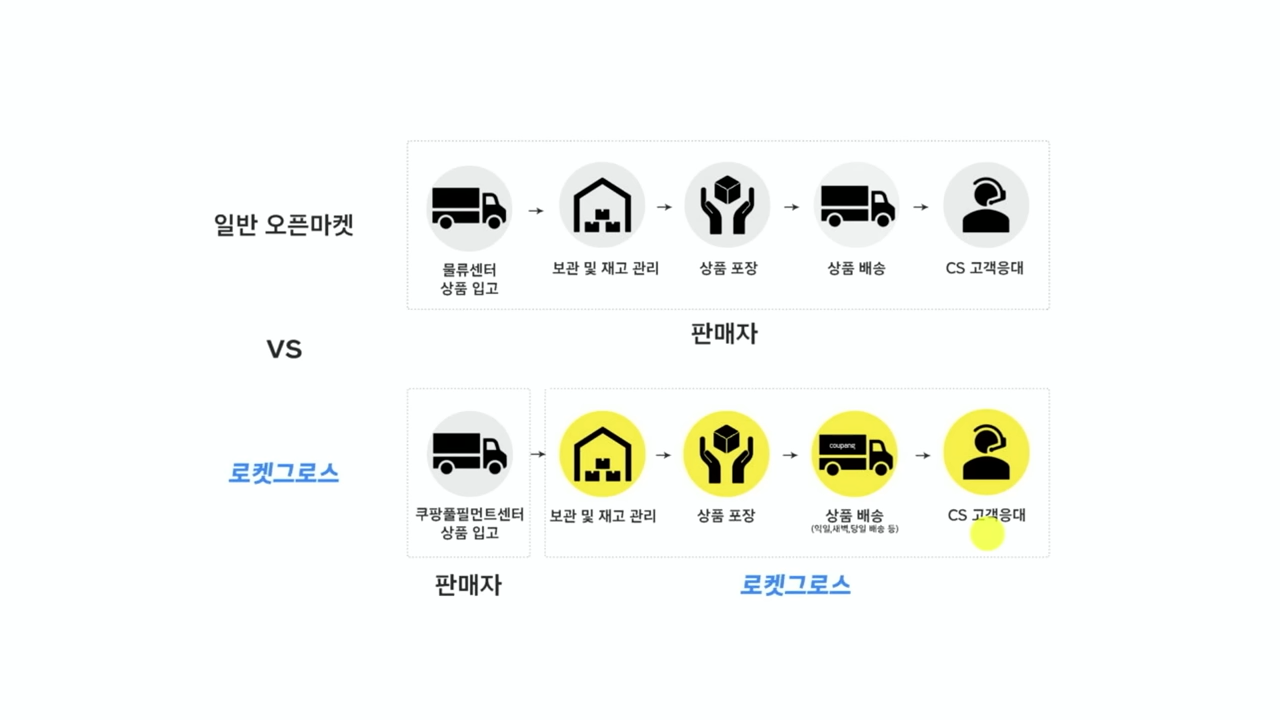 일반 오픈마켓
물류센터
상품 입고
보관 및 재고 관리
상품 포장
상품 배송
CS 고객응대
판매자
VS
로켓그로스
쿠팡풀필먼트센터
상품 입고
보관 및 재고 관리
상품 포장
coupang
상품 배송
(익일,새벽,당일 배송 등)
CS 고객응대
판매자
로켓그로스